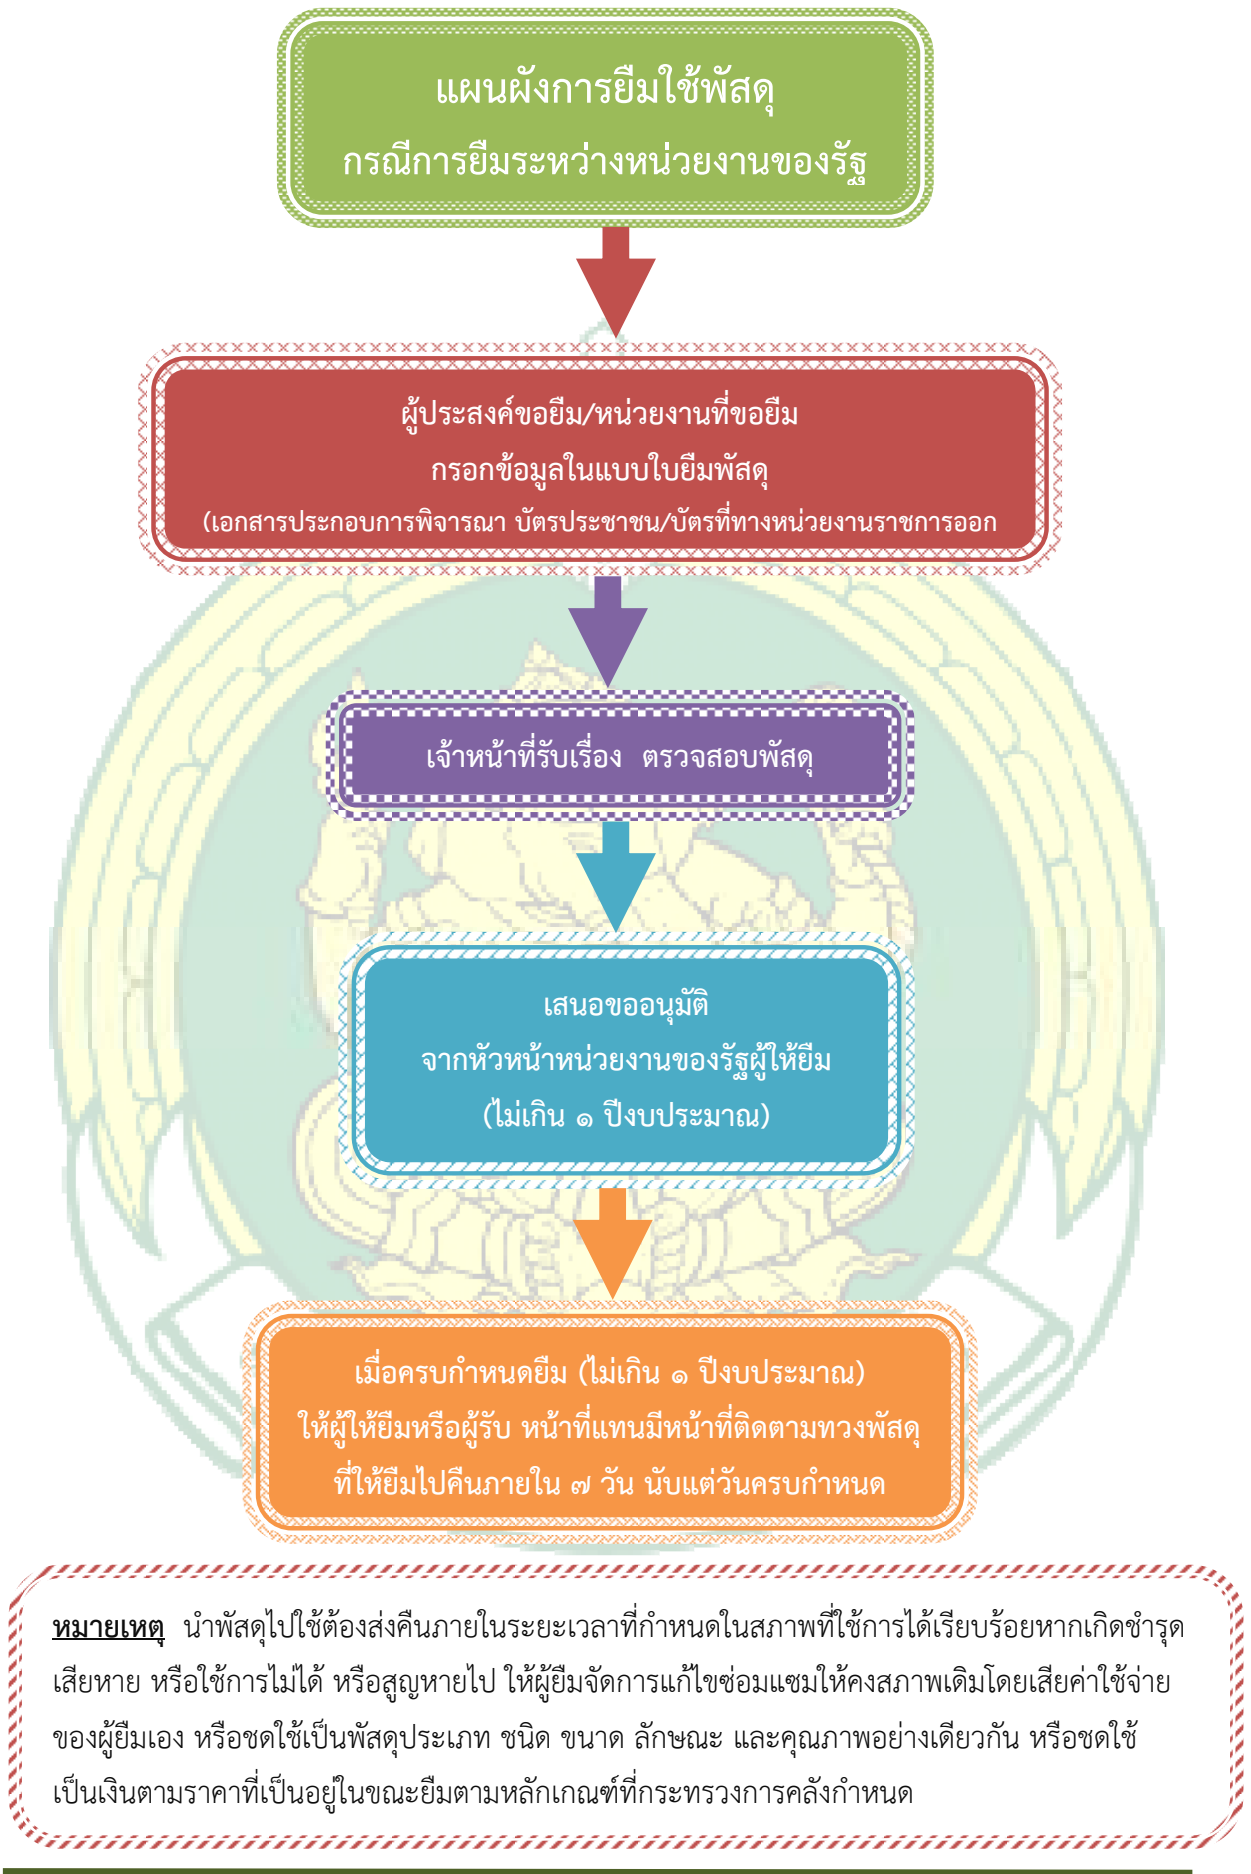 แผนผังการยืมใช้พัสดุ
กรณีการยืมระหว่างหน่วยงานของรัฐ
ผู้ประสงค์ขอยืม/หน่วยงานที่ขอยืม
กรอกข้อมูลในแบบใบยืมพัสดุ
(เอกสารประกอบการพิจารณา บัตรประชาชน/บัตรที่ทางหน่วยงานราชการออก
เจ้าหน้าที่รับเรื่อง ตรวจสอบพัสดุ
เสนอขออนุมัติ
จากหัวหน้าหน่วยงานของรัฐผู้ให้ยืม
(ไม่เกิน ๑ ปีงบประมาณ)
เมื่อครบกำหนดยืม (ไม่เกิน ๑ ปีงบประมาณ)
ให้ผู้ให้ยืมหรือผู้รับ หน้าที่แทนมีหน้าที่ติดตามทวงพัสดุ
ที่ให้ยืมไปคืนภายใน ๗ วัน นับแต่วันครบกำหนด
หมายเหตุ นำพัสดุไปใช้ต้องส่งคืนภายในระยะเวลาที่กำหนดในสภาพที่ใช้การได้เรียบร้อยหากเกิดชำรุด
เสียหาย หรือใช้การไม่ได้ หรือสูญหายไป ให้ผู้ยืมจัดการแก้ไขซ่อมแซมให้คงสภาพเดิมโดยเสียค่าใช้จ่าย
ของผู้ยืมเอง หรือชดใช้เป็นพัสดุประเภท ชนิด ขนาด ลักษณะ และคุณภาพอย่างเดียวกัน หรือชดใช้
เป็นเงินตามราคาที่เป็นอยู่ในขณะยืมตามหลักเกณฑ์ที่กระทรวงการคลังกำหนด